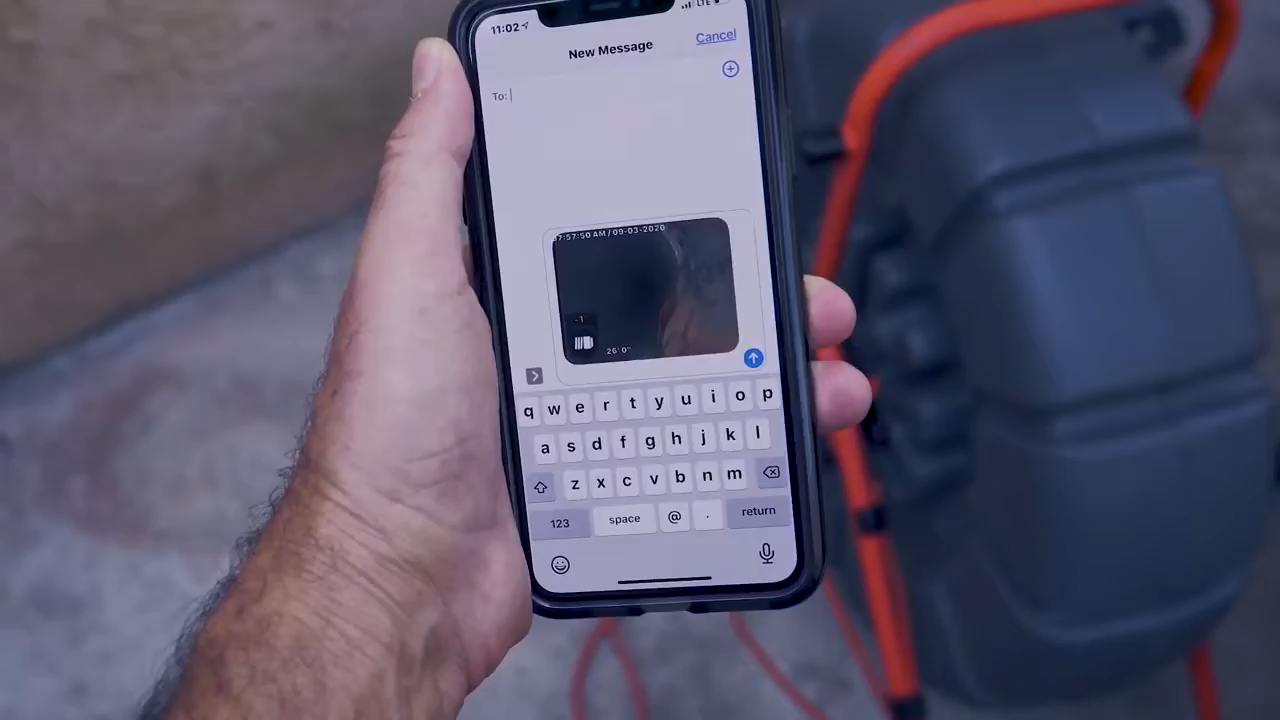 11:02
LTE
New Message
Cancel
To:
7:57:50 AM / 09-03-2020
-1
26' 0"
q w e r t y u i o p
a s d f g h j k l
z x c v b n m
123 space @ . return